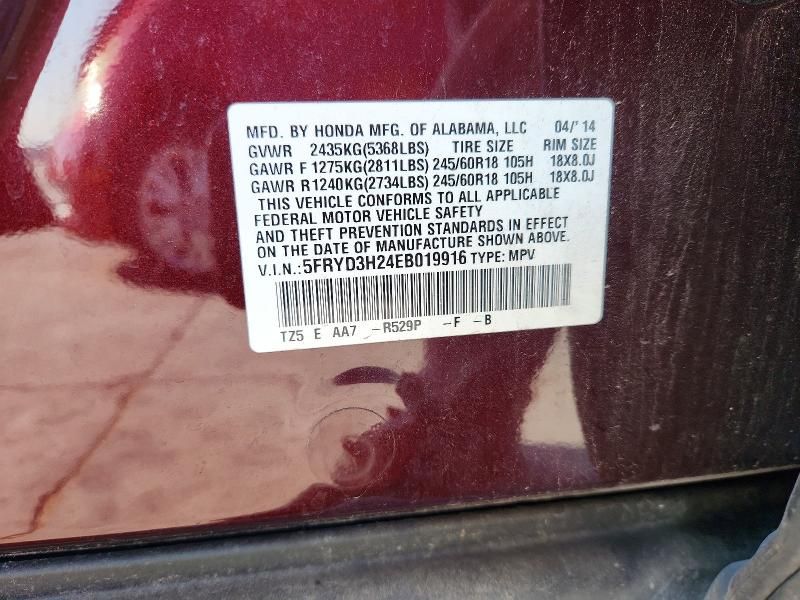 MFD. BY HONDA MFG. OF ALABAMA, LLC 04/'14
GVWR 2435KG(5368LBS) TIRE SIZE RIM SIZE
GAWR F 1275KG(2811LBS) 245/60R18 105H 18X8.0J
GAWR R 1240KG(2734LBS) 245/60R18 105H 18X8.0J
THIS VEHICLE CONFORMS TO ALL APPLICABLE
FEDERAL MOTOR VEHICLE SAFETY
AND THEFT PREVENTION STANDARDS IN EFFECT
ON THE DATE OF MANUFACTURE SHOWN ABOVE.
V.I.N.: 5FRYD3H24EB019916 TYPE: MPV
TZ5 E AA7 -R529P -F -B